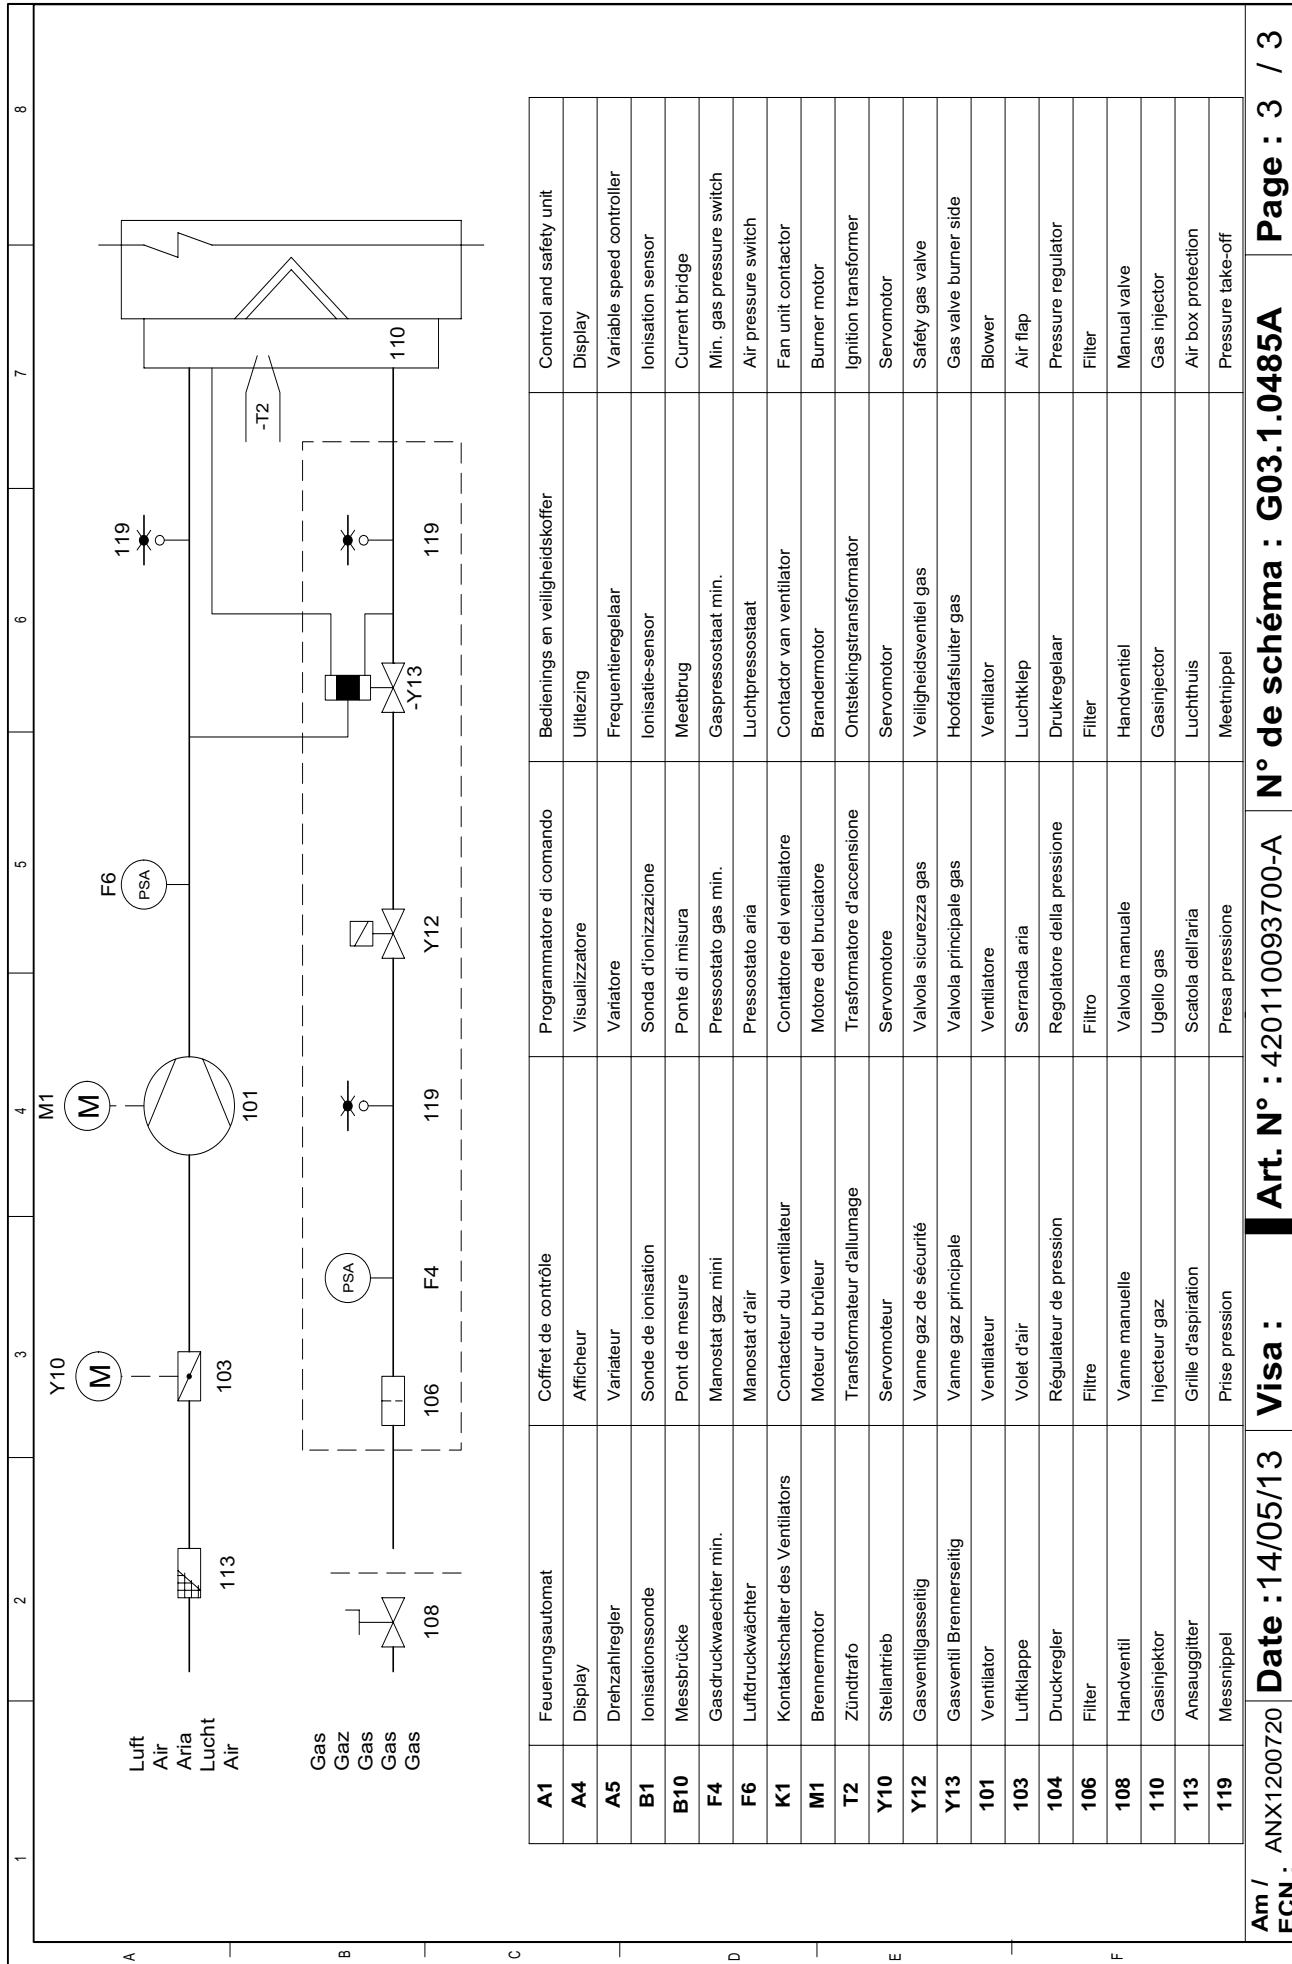 1 2 3 4 5 6 7 8
A
B
C
D
E
F
Luft
Air
Aria
Lucht
Air
113
Y10
M
103
M1
M
101
F6
PSA
119
-T2
110
Gas
Gaz
Gas
Gas
Gas
108
106
PSA
F4
119
Y12
-Y13
119
A1 Feuerungsautomat Coffret de contrôle Programmatore di comando Bedienings en veiligheidskoffer Control and safety unit
A4 Display Afficheur Visualizzatore Uitlezing Display
A5 Drehzahlregler Variateur Variatore Frequentieregelaar Variable speed controller
B1 Ionisationssonde Sonde de ionisation Sonda d'ionizzazione Ionisatie-sensor Ionisation sensor
B10 Messbrücke Pont de mesure Ponte di misura Meetbrug Current bridge
F4 Gasdruckwaechter min. Manostat gaz mini Pressostato gas min. Gaspressostaat min. Min. gas pressure switch
F6 Luftdruckwächter Manostat d'air Pressostato aria Luchtpressostaat Air pressure switch
K1 Kontaktschalter des Ventilators Contacteur du ventilateur Contattore del ventilatore Contactor van ventilator Fan unit contactor
M1 Brennermotor Moteur du brûleur Motore del bruciatore Brandermotor Burner motor
T2 Zündtrafo Transformateur d'allumage Trasformatore d'accensione Ontstekingstransformator Ignition transformer
Y10 Stellantrieb Servomoteur Servomotore Servomotor Servomotor
Y12 Gasventilgasseitig Vanne gaz de sécurité Valvola sicurezza gas Veiligheidsventiel gas Safety gas valve
Y13 Gasventil Brennerseitig Vanne gaz principale Valvola principale gas Hoofdafsluiter gas Gas valve burner side
101 Ventilator Ventilateur Ventilatore Ventilator Blower
103 Luftklappe Volet d'air Serranda aria Luchtklep Air flap
104 Druckregler Régulateur de pression Regolatore della pressione Drukregelaar Pressure regulator
106 Filter Filtre Filtro Filter Filter
108 Handventil Vanne manuelle Valvola manuale Handventiel Manual valve
110 Gasinjektor Injecteur gaz Ugello gas Gasinjector Gas injector
113 Ansauggitter Grille d'aspiration Scatola dell'aria Luchthuis Air box protection
119 Messnippel Prise pression Presa pressione Meetnippel Pressure take-off
Am / ECN : ANX1200720 Date :14/05/13 Visa : Art. N° : 420110093700-A N° de schéma : G03.1.0485A Page : 3 / 3